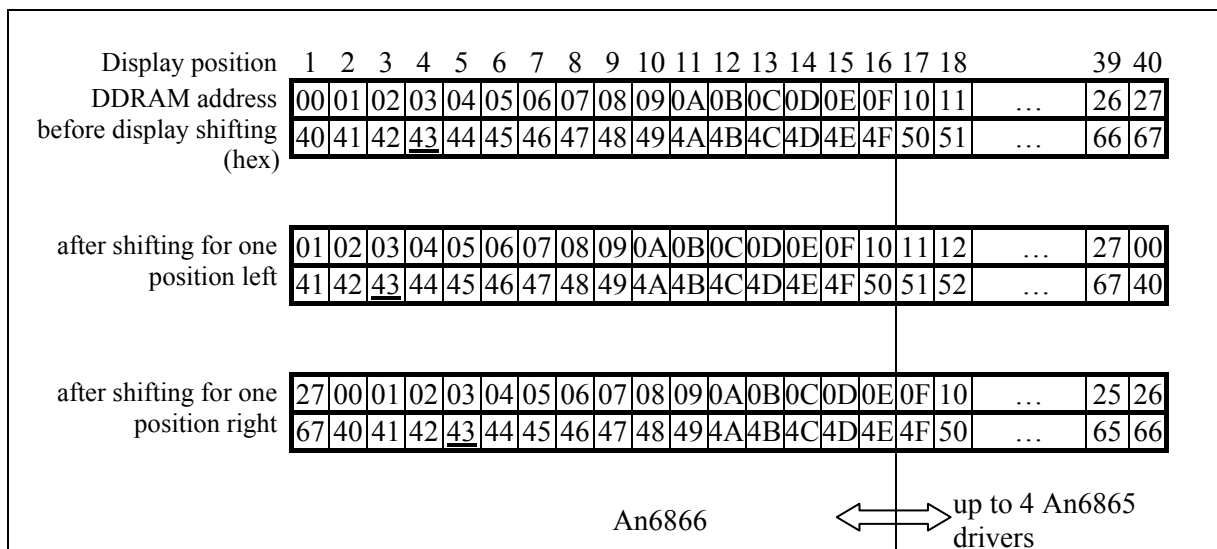 Display position 1 2 3 4 5 6 7 8 9 10 11 12 13 14 15 16 17 18 39 40
DDRAM address 00 01 02 03 04 05 06 07 08 09 0A 0B 0C 0D 0E 0F 10 11 … 26 27
before display shifting 40 41 42 43 44 45 46 47 48 49 4A 4B 4C 4D 4E 4F 50 51 … 66 67
(hex)
after shifting for one 01 02 03 04 05 06 07 08 09 0A 0B 0C 0D 0E 0F 10 11 12 … 27 00
position left 41 42 43 44 45 46 47 48 49 4A 4B 4C 4D 4E 4F 50 51 52 … 67 40
after shifting for one 27 00 01 02 03 04 05 06 07 08 09 0A 0B 0C 0D 0E 0F 10 … 25 26
position right 67 40 41 42 43 44 45 46 47 48 49 4A 4B 4C 4D 4E 4F 50 … 65 66
An6866 up to 4 An6865
drivers